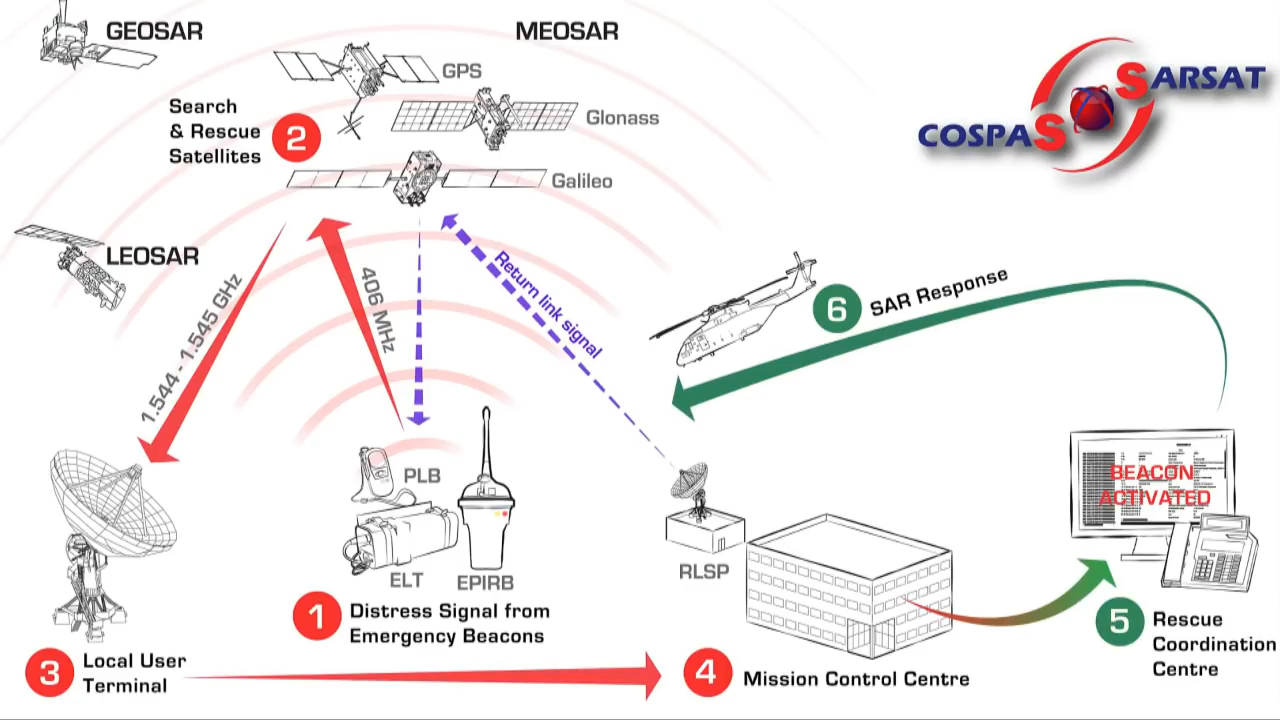 GEOSAR
MEOSAR
GPS
Glonass
Galileo
Search
& Rescue
Satellites
2
COSPAS
SARSAT
LEOSAR
1.544 - 1.545 GHz
406 MHz
Return link signal
6
SAR Response
PLB
ELT
EPIRB
1
Distress Signal from
Emergency Beacons
RLSP
BEACON
ACTIVATED
3
Local User
Terminal
4
Mission Control Centre
5
Rescue
Coordination
Centre